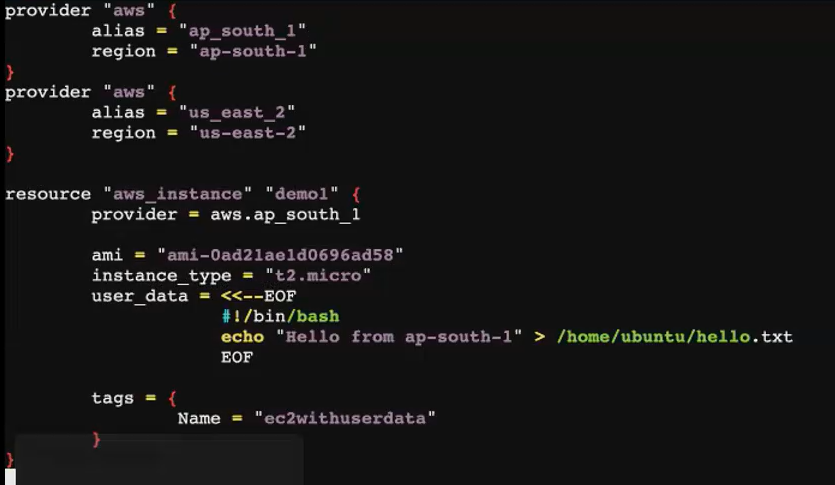 provider "aws" {
alias = "ap_south_1"
region = "ap-south-1"
}
provider "aws" {
alias = "us_east_2"
region = "us-east-2"
}
resource "aws_instance" "demo1" {
provider = aws.ap_south_1
ami = "ami-0ad21ae1d0696ad58"
instance_type = "t2.micro"
user_data = <<--EOF
#!/bin/bash
echo "Hello from ap-south-1" > /home/ubuntu/hello.txt
EOF
tags = {
Name = "ec2withuserdata"
}
}